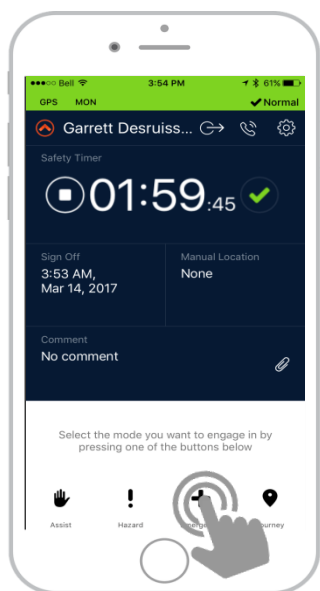 Bell 3:54 PM 61%
GPS MON Normal
Garrett Desruiss...
Safety Timer
01:59:45
Sign Off Manual Location
3:53 AM, None
Mar 14, 2017
Comment
No comment
Select the mode you want to engage in by
pressing one of the buttons below
Assist Hazard